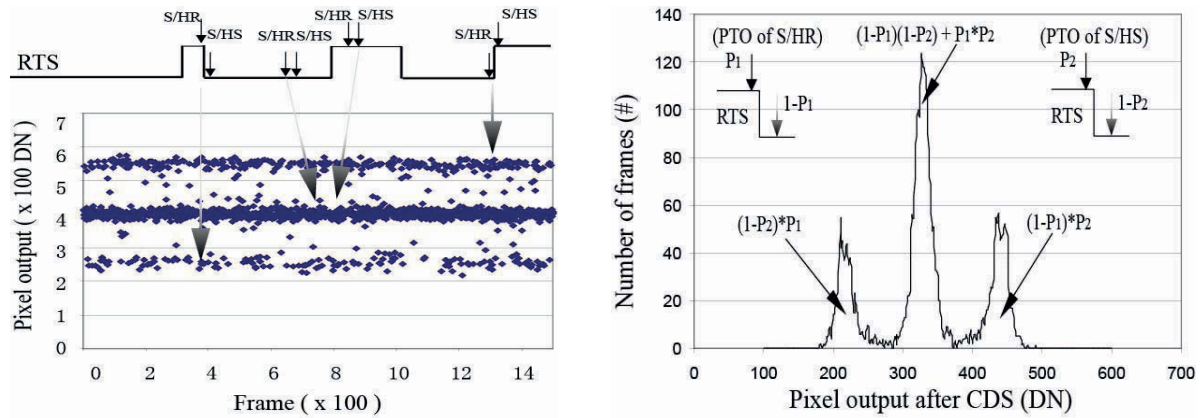 S/HR
S/HS
S/HR S/HS
S/HR
S/HS
S/HR
S/HS
RTS
7
6
5
4
3
2
1
0
Pixel output ( x 100 DN )
0 2 4 6 8 10 12 14
Frame ( x 100)
140
120
100
80
60
40
20
0
Number of frames (#)
0 100 200 300 400 500 600 700
Pixel output after CDS (DN)
(PTO of S/HR)
P1
RTS
1-P1
(1-P1)(1-P2) + P1*P2
(PTO of S/HS)
P2
RTS
1-P2
(1-P2)*P1
(1-P1)*P2